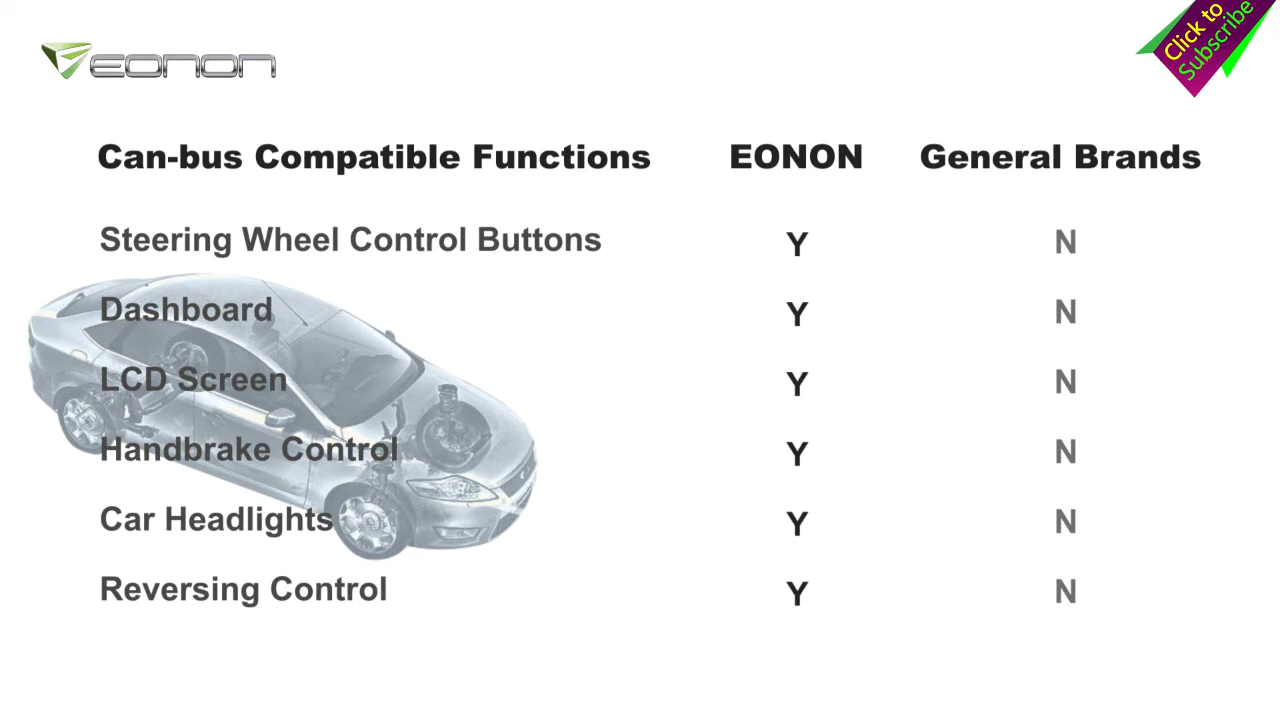 EONON
Click to
Subscribe
Can-bus Compatible Functions EONON General Brands
Steering Wheel Control Buttons Y N
Dashboard Y N
LCD Screen Y N
Handbrake Control Y N
Car Headlights Y N
Reversing Control Y N